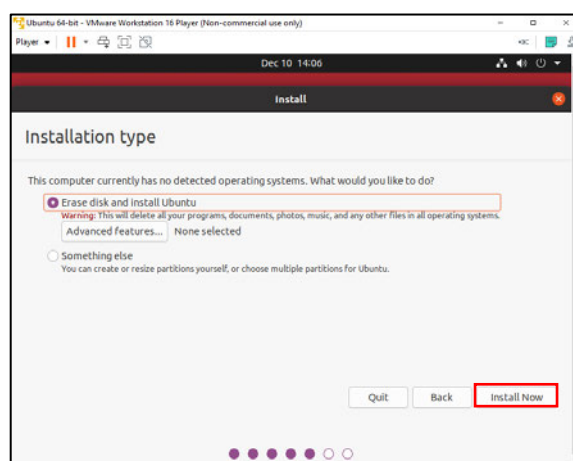 Ubuntu 64-bit - VMware Workstation 16 Player (Non-commercial use only)
Player
Dec 10 14:06
Install
Installation type
This computer currently has no detected operating systems. What would you like to do?
Erase disk and install Ubuntu
Warning: This will delete all your programs, documents, photos, music, and any other files in all operating systems.
Advanced features... None selected
Something else
You can create or resize partitions yourself, or choose multiple partitions for Ubuntu.
Quit Back Install Now